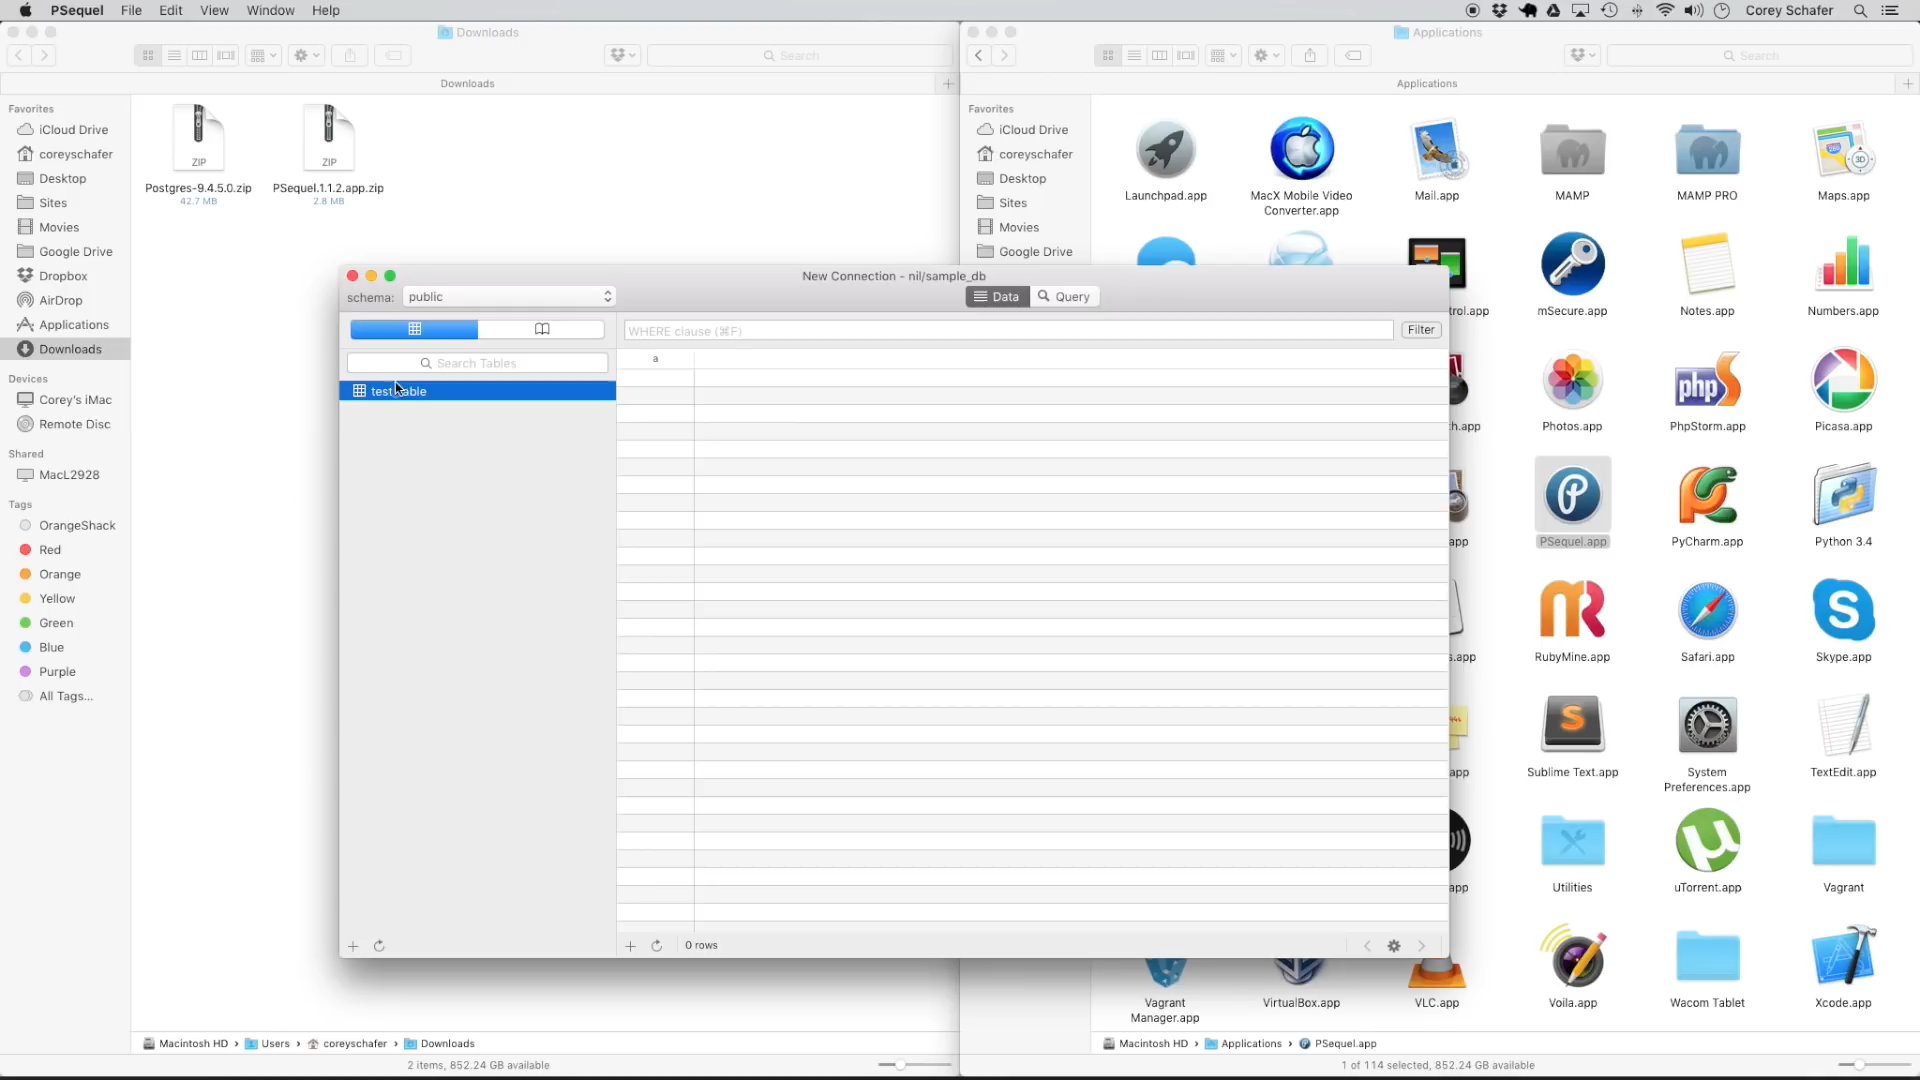 PSequel File Edit View Window Help
Corey Schafer
Downloads
Search
Downloads
Favorites
iCloud Drive
coreyschafer
Desktop
Sites
Movies
Google Drive
Dropbox
AirDrop
Applications
Downloads
Devices
Corey's iMac
Remote Disc
Shared
MacL2928
Tags
OrangeShack
Red
Orange
Yellow
Green
Blue
Purple
All Tags...
ZIP
Postgres-9.4.5.0.zip
42.7 MB
ZIP
PSequel.1.1.2.app.zip
2.8 MB
Macintosh HD › Users › coreyschafer › Downloads
2 items, 852.24 GB available
New Connection - nil/sample_db
schema: public
Data Query
WHERE clause (⌘F)
Filter
Search Tables
a
0 rows
Applications
Search
Applications
Favorites
iCloud Drive
coreyschafer
Desktop
Sites
Movies
Google Drive
Launchpad.app
MacX Mobile Video
Converter.app
Mail.app
MAMP
MAMP PRO
3D
Maps.app
trol.app
mSecure.app
Notes.app
Numbers.app
h.app
Photos.app
php
PhpStorm.app
Picasa.app
app
PSequel.app
PyCharm.app
Python 3.4
s.app
RubyMine.app
Safari.app
Skype.app
app
Sublime Text.app
System
Preferences.app
TextEdit.app
app
Utilities
uTorrent.app
Vagrant
Vagrant
Manager.app
VirtualBox.app
VLC.app
Voila.app
Wacom Tablet
Xcode.app
Macintosh HD › Applications › PSequel.app
1 of 114 selected, 852.24 GB available